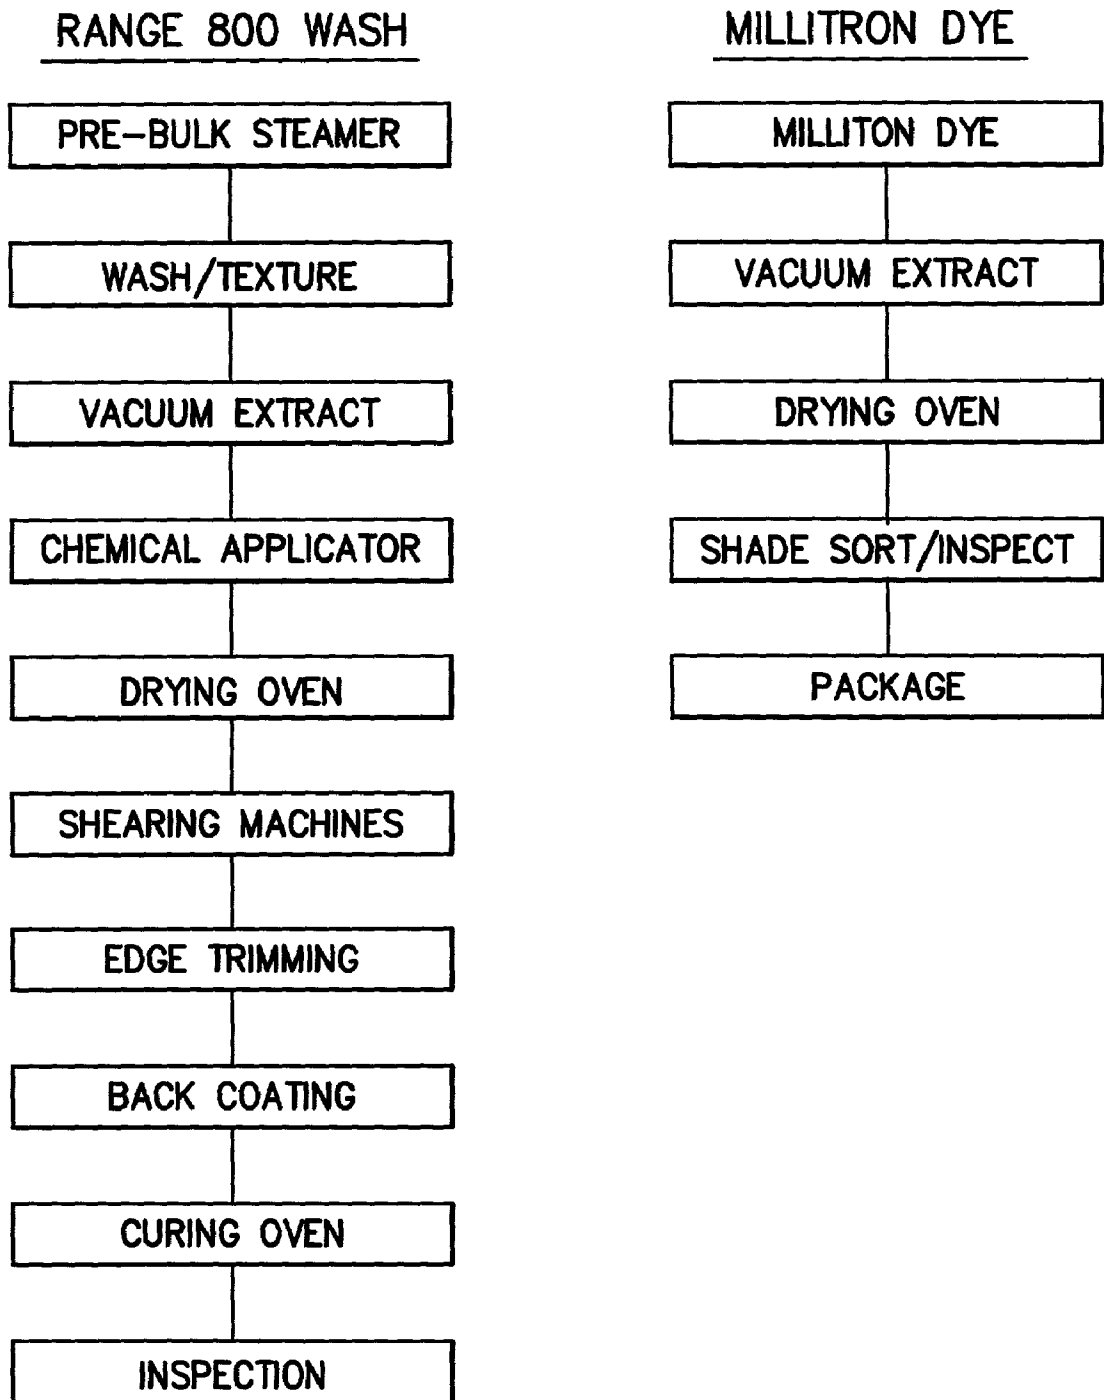 RANGE 800 WASH
PRE-BULK STEAMER
WASH/TEXTURE
VACUUM EXTRACT
CHEMICAL APPLICATOR
DRYING OVEN
SHEARING MACHINES
EDGE TRIMMING
BACK COATING
CURING OVEN
INSPECTION
MILLITRON DYE
MILLITON DYE
VACUUM EXTRACT
DRYING OVEN
SHADE SORT/INSPECT
PACKAGE